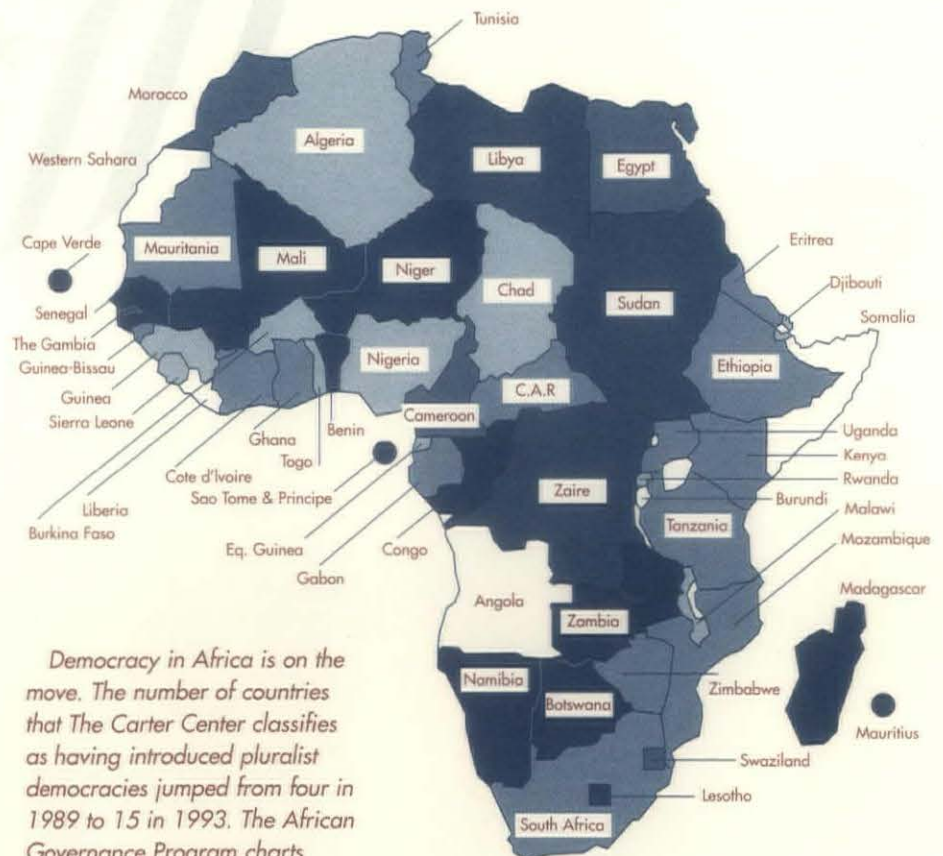 Tunisia
Morocco
Algeria
Western Sahara
Libya
Egypt
Cape Verde
Mauritania
Mali
Niger
Chad
Sudan
Eritrea
Djibouti
Somalia
Senegal
The Gambia
Guinea-Bissau
Guinea
Sierra Leone
Nigeria
C.A.R
Ethiopia
Cameroon
Ghana
Togo
Benin
Cote d'Ivoire
Sao Tome & Principe
Liberia
Burkina Faso
Eq. Guinea
Gabon
Congo
Zaire
Uganda
Kenya
Rwanda
Burundi
Tanzania
Malawi
Mozambique
Madagascar
Angola
Zambia
Namibia
Botswana
Zimbabwe
Mauritius
Swaziland
Lesotho
South Africa
Democracy in Africa is on the
move. The number of countries
that The Carter Center classifies
as having introduced pluralist
democracies jumped from four in
1989 to 15 in 1993. The African
Governance Program charts